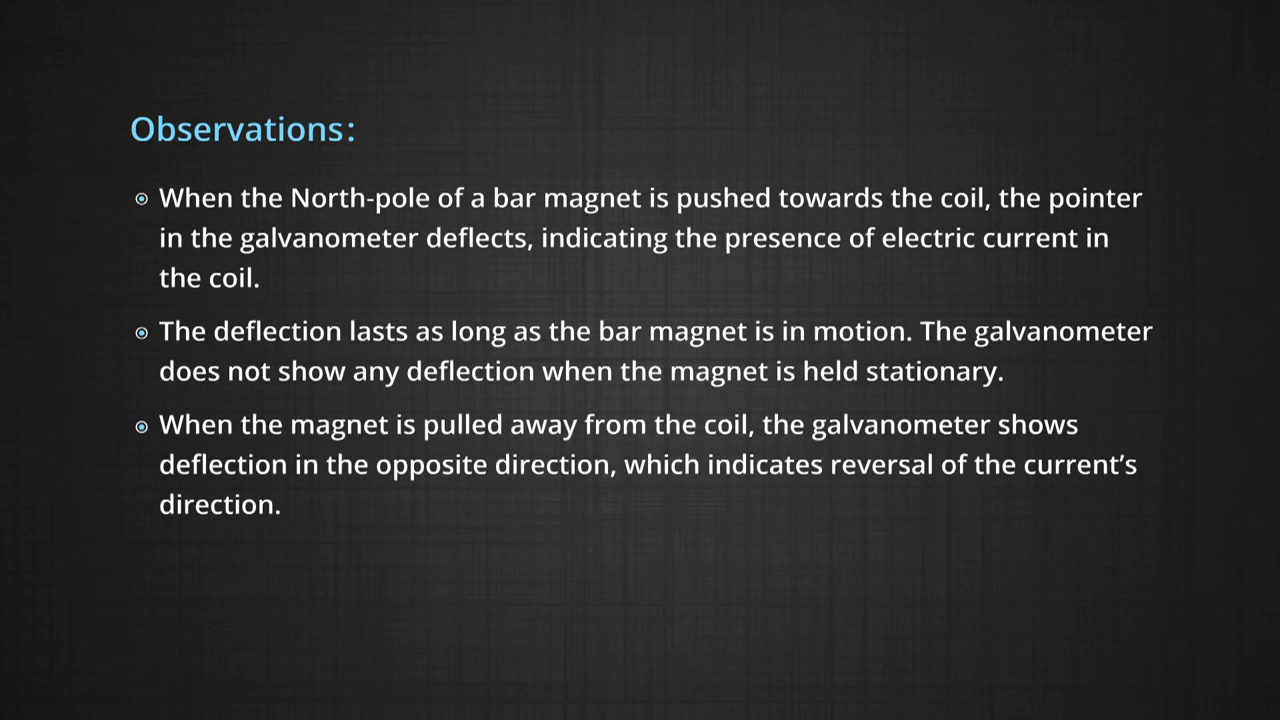 Observations:
When the North-pole of a bar magnet is pushed towards the coil, the pointer
in the galvanometer deflects, indicating the presence of electric current in
the coil.
The deflection lasts as long as the bar magnet is in motion. The galvanometer
does not show any deflection when the magnet is held stationary.
When the magnet is pulled away from the coil, the galvanometer shows
deflection in the opposite direction, which indicates reversal of the current’s
direction.